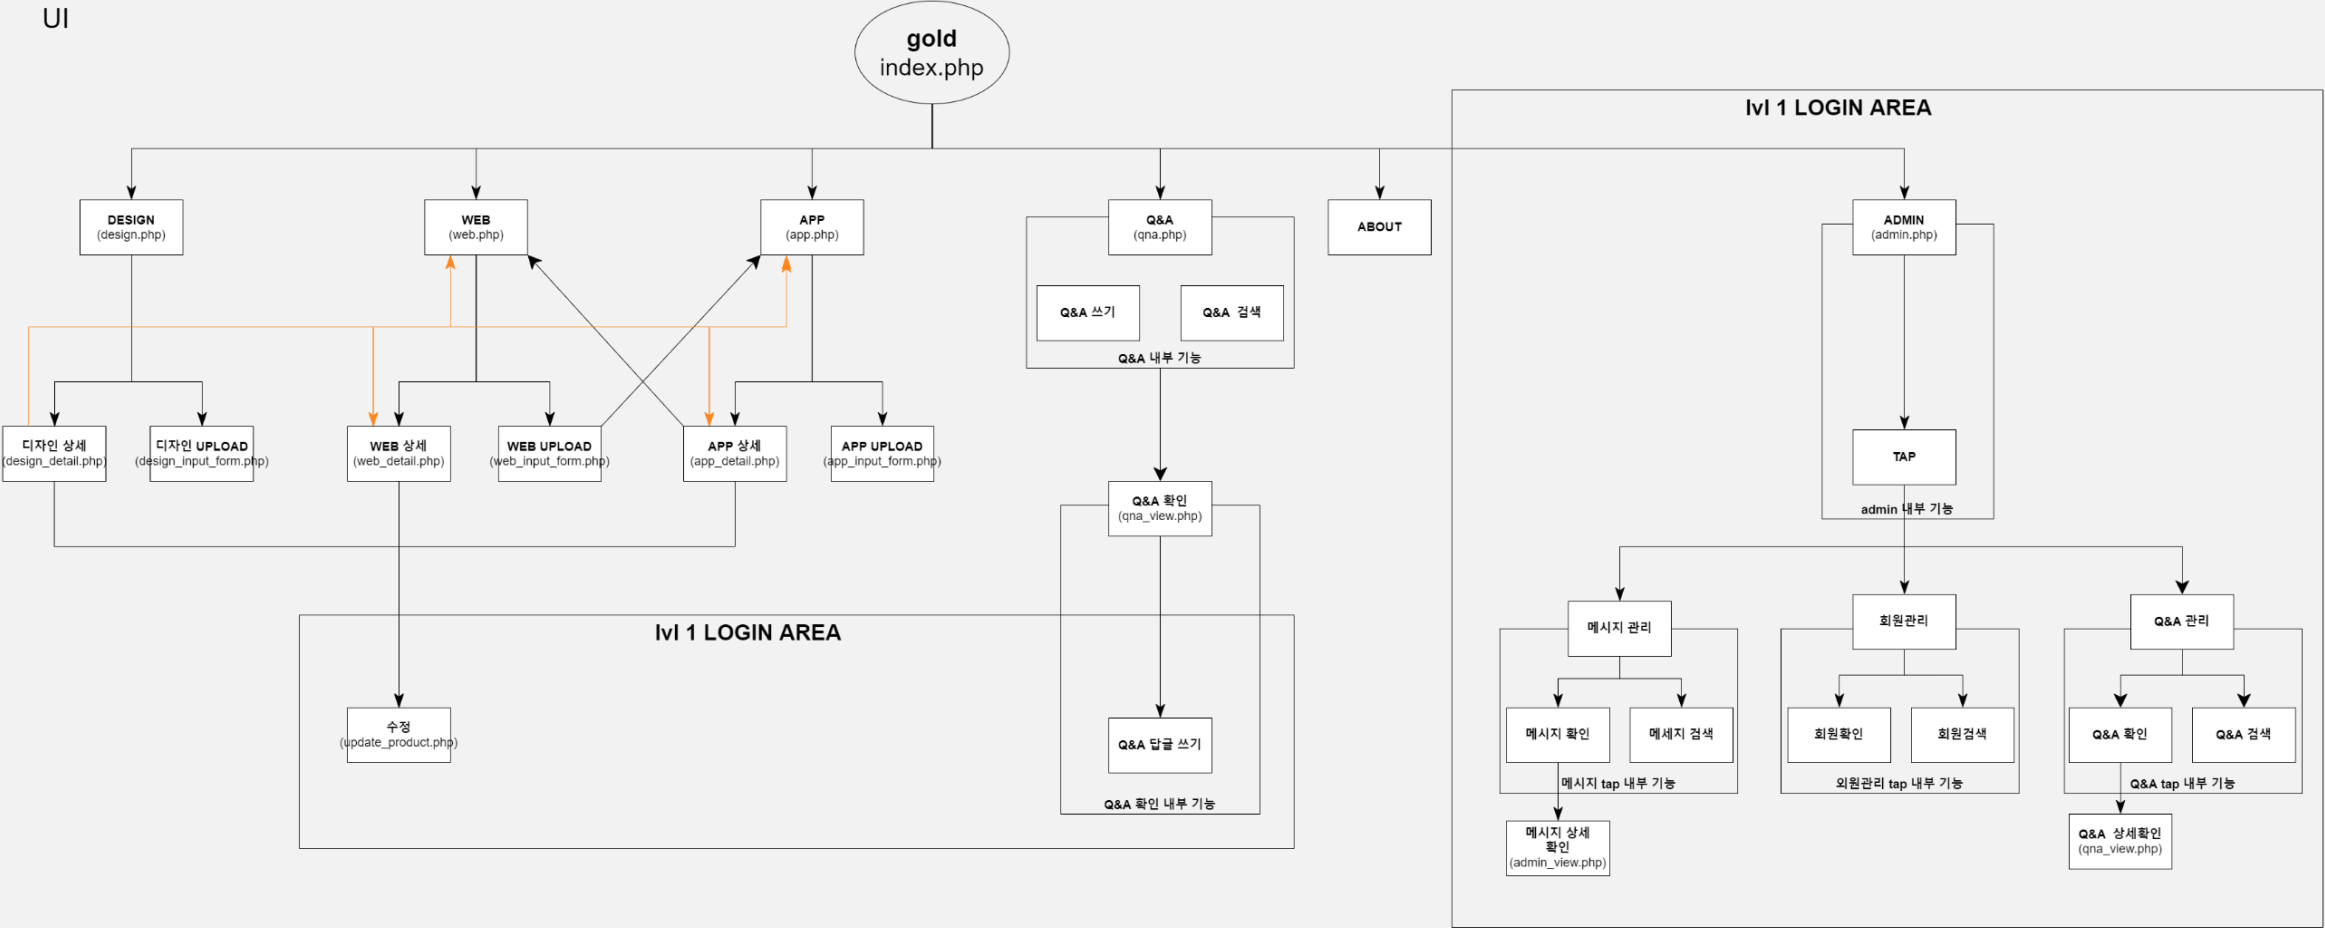 UI
gold
index.php
lvl 1 LOGIN AREA
DESIGN
(design.php)
WEB
(web.php)
APP
(app.php)
Q&A
(qna.php)
ABOUT
ADMIN
(admin.php)
Q&A 쓰기
Q&A 검색
Q&A 내부 기능
디자인 상세
(design_detail.php)
디자인 UPLOAD
(design_input_form.php)
WEB 상세
(web_detail.php)
WEB UPLOAD
(web_input_form.php)
APP 상세
(app_detail.php)
APP UPLOAD
(app_input_form.php)
TAP
admin 내부 기능
Q&A 확인
(qna_view.php)
lvl 1 LOGIN AREA
메시지 관리
회원관리
Q&A 관리
수정
(update_product.php)
Q&A 답글 쓰기
Q&A 확인 내부 기능
메시지 확인
메세지 검색
메시지 tap 내부 기능
회원확인
회원검색
외원관리 tap 내부 기능
Q&A 확인
Q&A 검색
Q&A tap 내부 기능
메시지 상세
확인
(admin_view.php)
Q&A 상세확인
(qna_view.php)